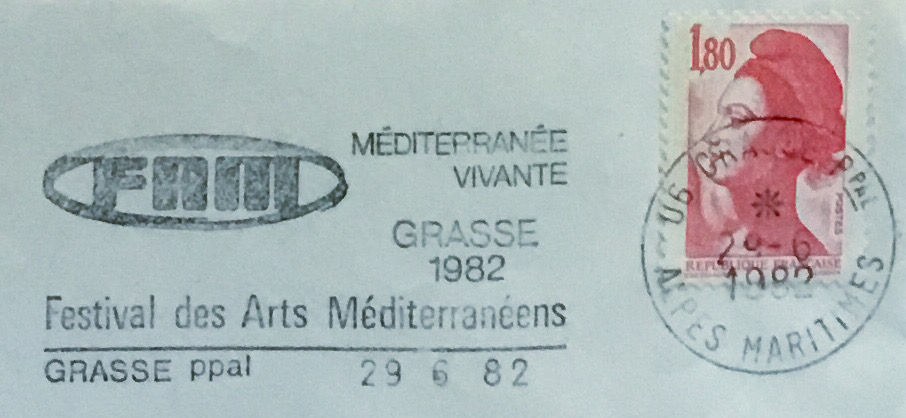 FAM
MÉDITERRANÉE
VIVANTE
GRASSE
1982
Festival des Arts Méditerranéens
GRASSE ppal 29 6 82
1,80
POSTES
REPUBLIQUE FRANÇAISE
06 Ppal
29-6
1982
ALPES MARITIMES